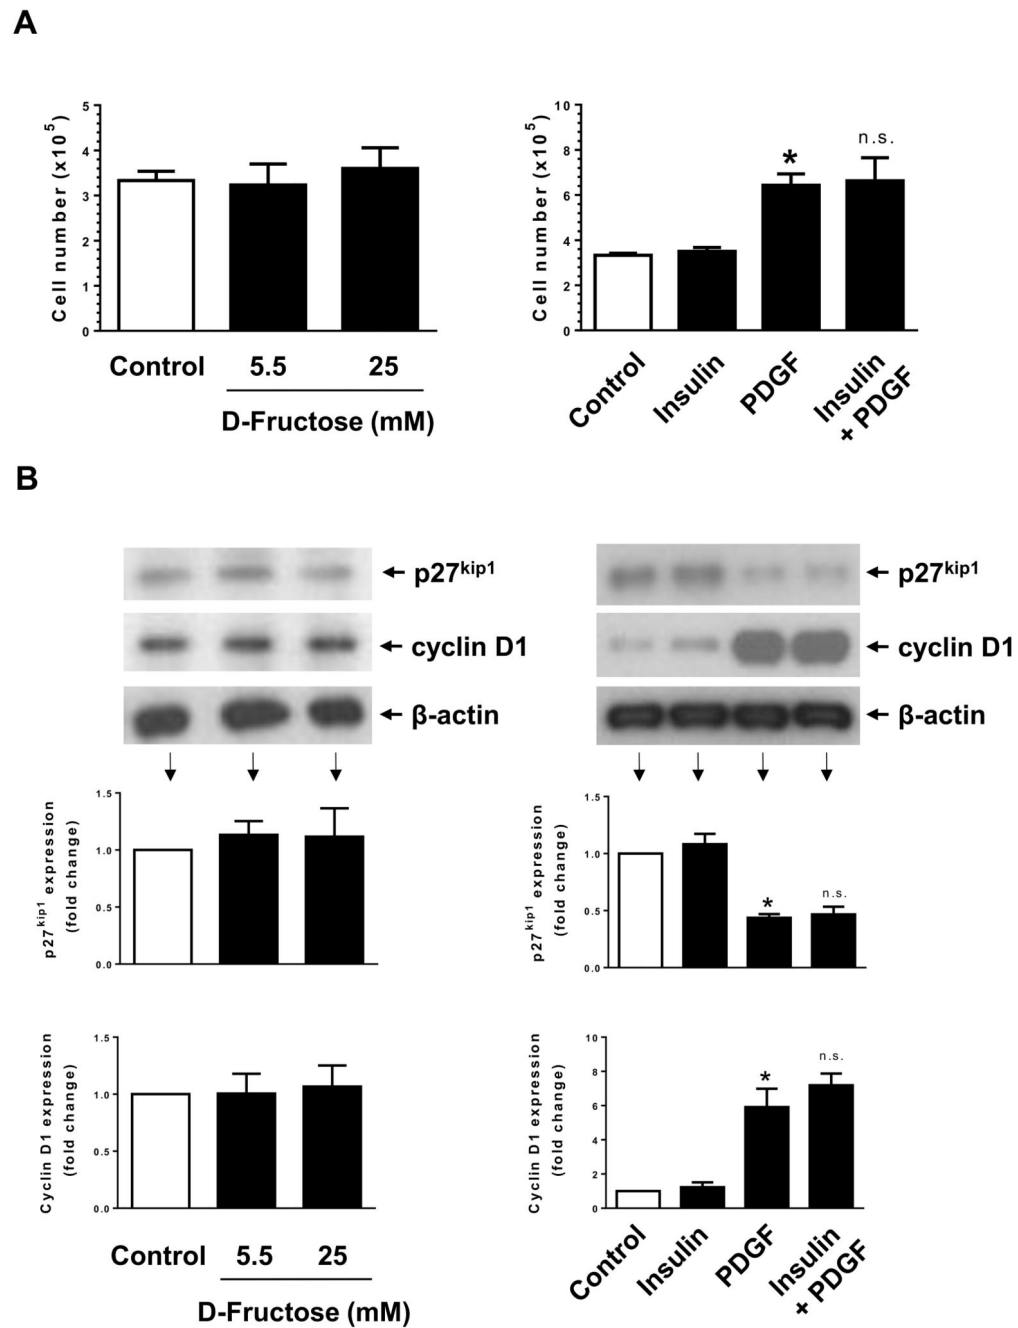 A
Cell number (x10⁵)
5
4
3
2
1
0
Control
5.5
25
D-Fructose (mM)
Cell number (x10⁵)
10
8
6
4
2
0
*
n.s.
Control
Insulin
PDGF
Insulin
+ PDGF
B
p27ᵏⁱᵖ¹
cyclin D1
β-actin
p27ᵏⁱᵖ¹
cyclin D1
β-actin
p27ᵏⁱᵖ¹ expression
(fold change)
1.5
1.0
0.5
0.0
p27ᵏⁱᵖ¹ expression
(fold change)
1.5
1.0
0.5
0.0
*
n.s.
Cyclin D1 expression
(fold change)
1.5
1.0
0.5
0.0
Control
5.5
25
D-Fructose (mM)
Cyclin D1 expression
(fold change)
10
8
6
4
2
0
*
n.s.
Control
Insulin
PDGF
Insulin
+ PDGF